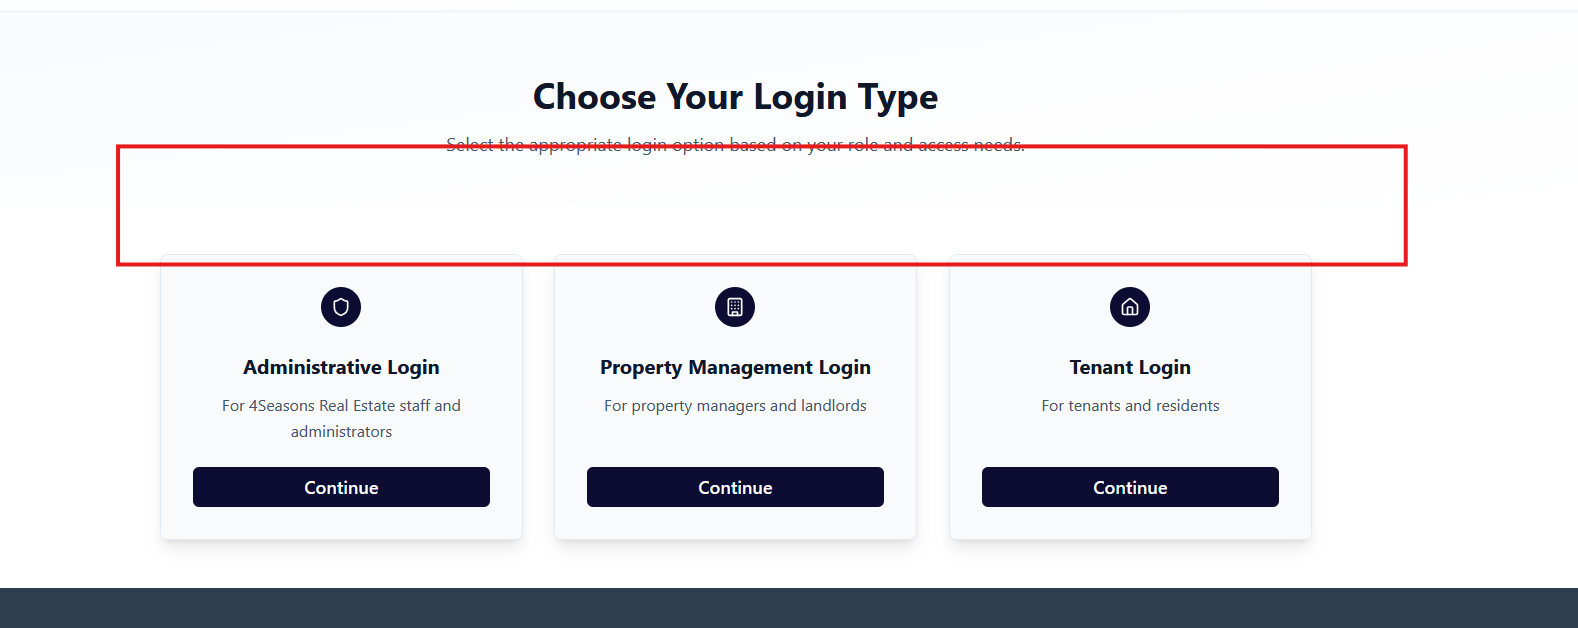 Choose Your Login Type
Select the appropriate login option based on your role and access needs.
Administrative Login
For 4Seasons Real Estate staff and
administrators
Continue
Property Management Login
For property managers and landlords
Continue
Tenant Login
For tenants and residents
Continue